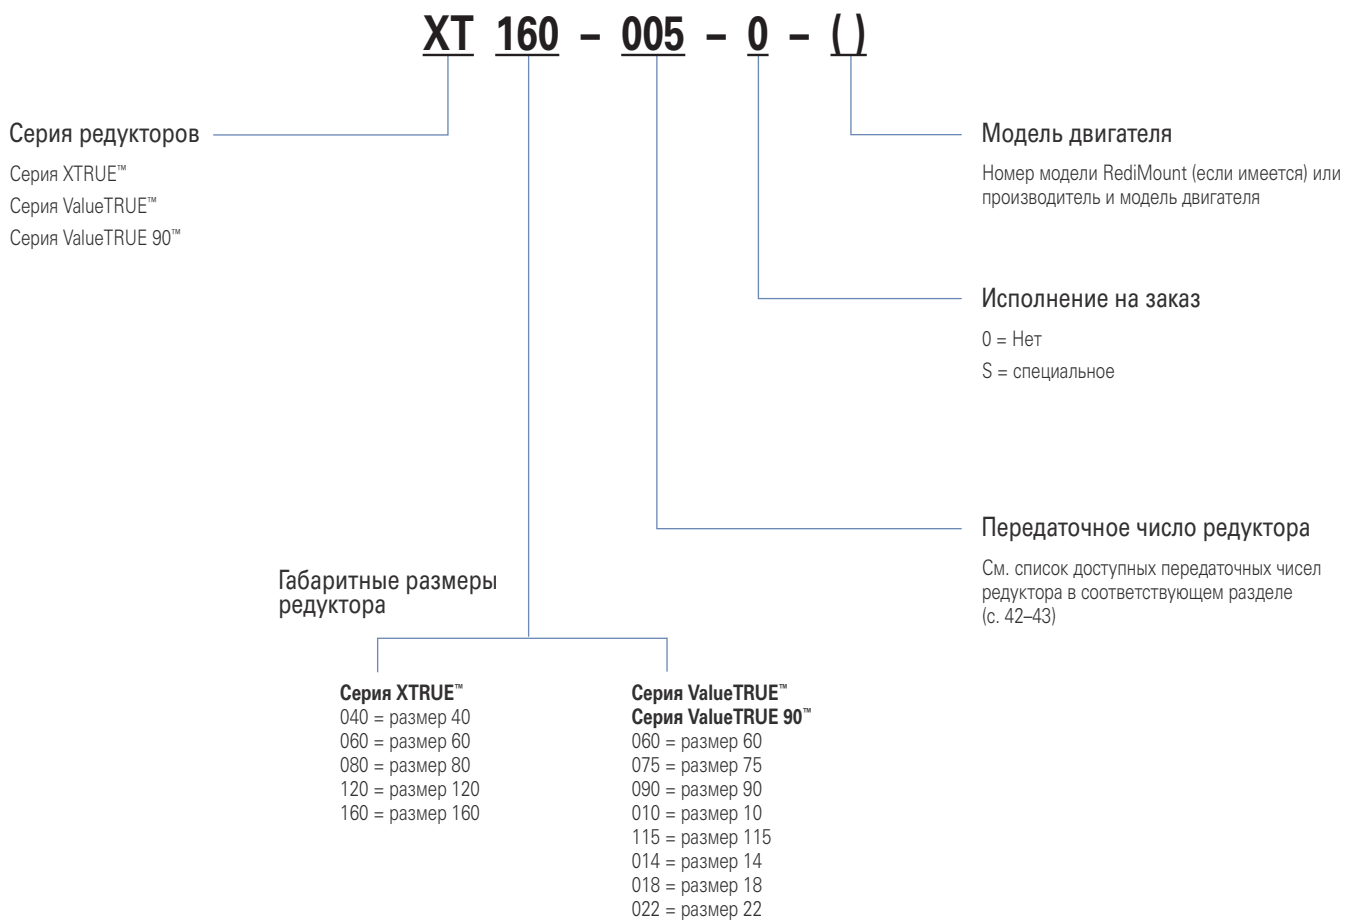 XT 160 – 005 – 0 – ( )
Серия редукторов
Серия XTRUE™
Серия ValueTRUE™
Серия ValueTRUE 90™
Модель двигателя
Номер модели RediMount (если имеется) или
производитель и модель двигателя
Исполнение на заказ
0 = Нет
S = специальное
Передаточное число редуктора
См. список доступных передаточных чисел
редуктора в соответствующем разделе
(с. 42–43)
Габаритные размеры
редуктора
Серия XTRUE™
040 = размер 40
060 = размер 60
080 = размер 80
120 = размер 120
160 = размер 160
Серия ValueTRUE™
Серия ValueTRUE 90™
060 = размер 60
075 = размер 75
090 = размер 90
010 = размер 10
115 = размер 115
014 = размер 14
018 = размер 18
022 = размер 22